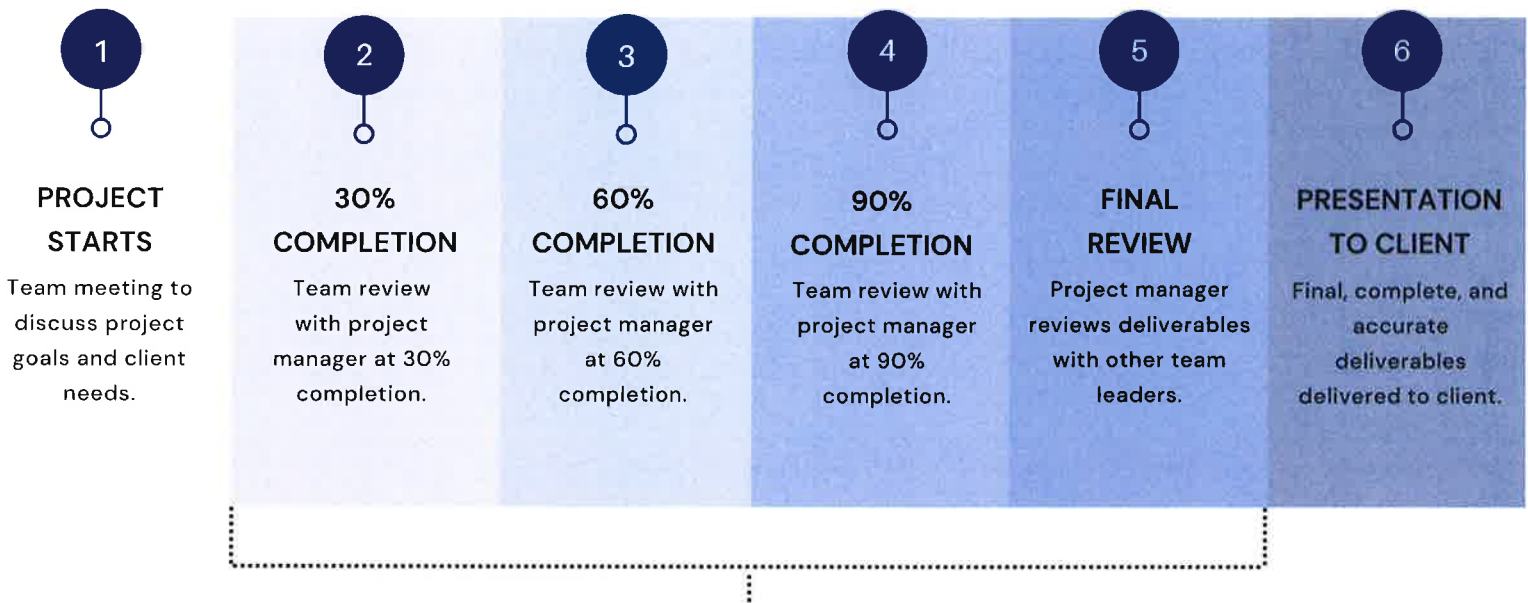 1
PROJECT
STARTS
Team meeting to
discuss project
goals and client
needs.
2
30%
COMPLETION
Team review
with project
manager at 30%
completion.
3
60%
COMPLETION
Team review with
project manager
at 60%
completion.
4
90%
COMPLETION
Team review with
project manager
at 90%
completion.
5
FINAL
REVIEW
Project manager
reviews deliverables
with other team
leaders.
6
PRESENTATION
TO CLIENT
Final, complete, and
accurate
deliverables
delivered to client.